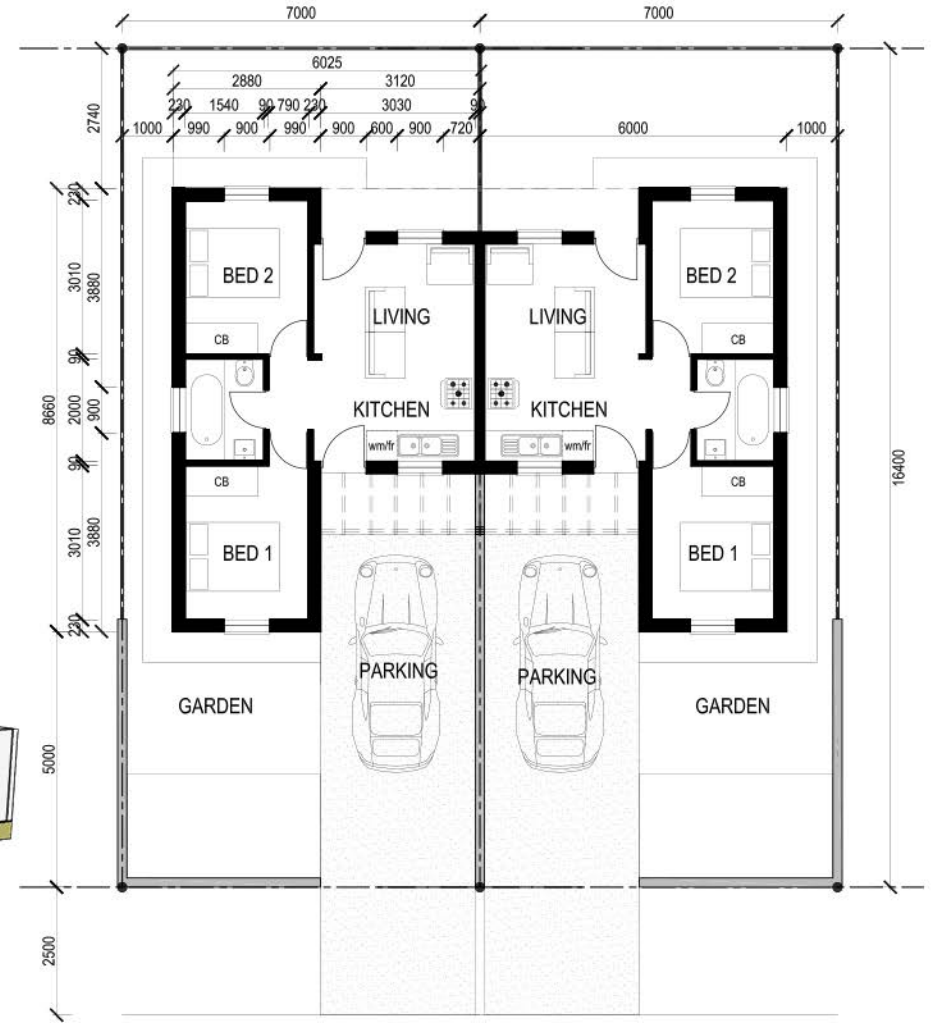 7000 7000
6025
2880 3120
230 1540 90 790 230 3030 90
1000 990 900 990 900 600 900 720 6000 1000
2740
230
3010
3880
90
8660
2000
900
90
3010
3880
230
5000
2500
16400
BED 2 BED 2
LIVING LIVING
CB CB
KITCHEN KITCHEN
wm/fr wm/fr
CB CB
BED 1 BED 1
PARKING PARKING
GARDEN GARDEN